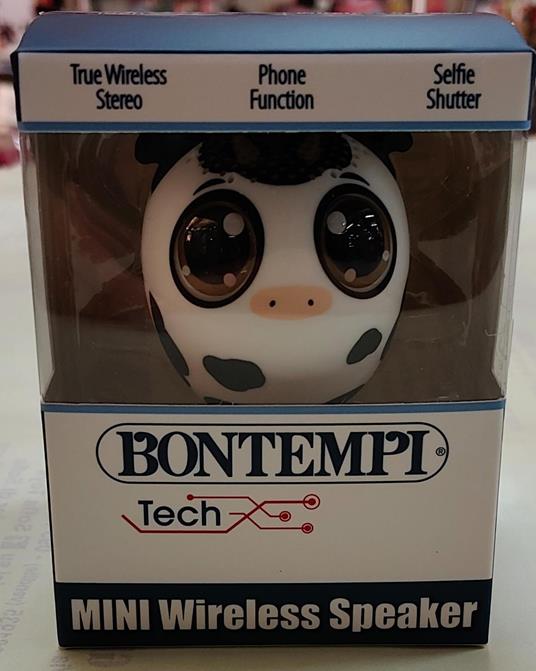 True Wireless Stereo
Phone Function
Selfie Shutter
BONTEMPI®
Tech
MINI Wireless Speaker